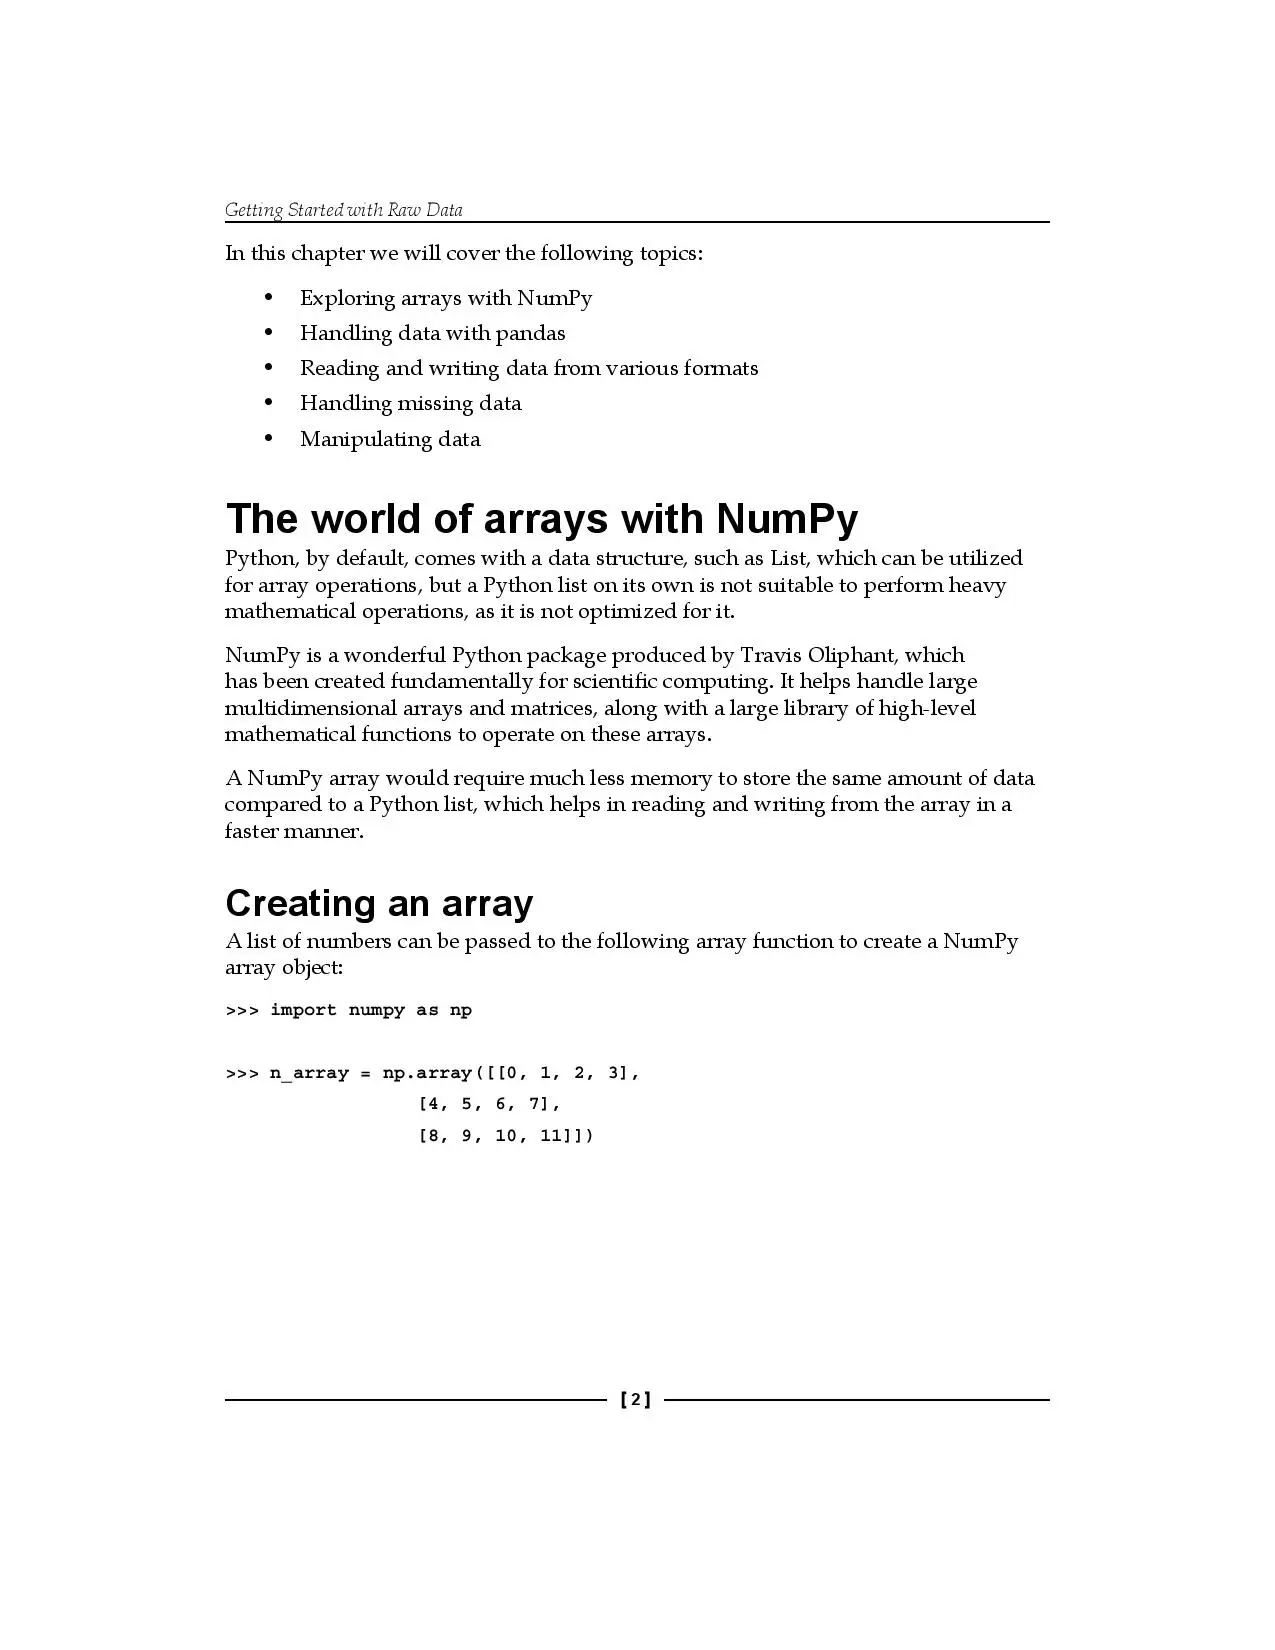 Getting Started with Raw Data
In this chapter we will cover the following topics:
• Exploring arrays with NumPy
• Handling data with pandas
• Reading and writing data from various formats
• Handling missing data
• Manipulating data
The world of arrays with NumPy
Python, by default, comes with a data structure, such as List, which can be utilized
for array operations, but a Python list on its own is not suitable to perform heavy
mathematical operations, as it is not optimized for it.
NumPy is a wonderful Python package produced by Travis Oliphant, which
has been created fundamentally for scientific computing. It helps handle large
multidimensional arrays and matrices, along with a large library of high-level
mathematical functions to operate on these arrays.
A NumPy array would require much less memory to store the same amount of data
compared to a Python list, which helps in reading and writing from the array in a
faster manner.
Creating an array
A list of numbers can be passed to the following array function to create a NumPy
array object:
>>> import numpy as np
>>> n_array = np.array([[0, 1, 2, 3],
[4, 5, 6, 7],
[8, 9, 10, 11]])
[2]